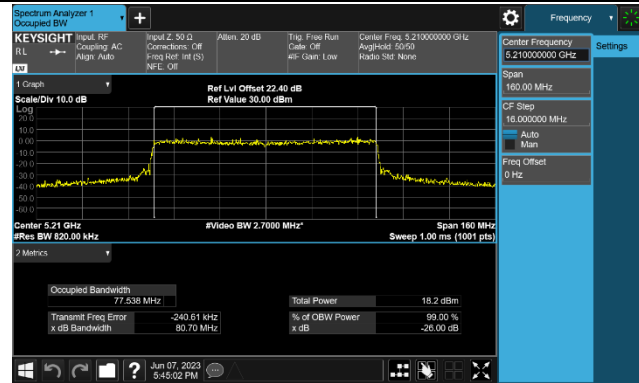 Spectrum Analyzer 1
Occupied BW
+
Frequency
KEYSIGHT
RL
LXI
Input: RF
Coupling: AC
Align: Auto
Input Z: 50 Ω
Corrections: Off
Freq Ref: Int (S)
NFE: Off
Atten: 20 dB
Trig: Free Run
Gate: Off
#IF Gain: Low
Center Freq: 5.210000000 GHz
Avg|Hold: 50/50
Radio Std: None
Center Frequency
5.210000000 GHz
Settings
Span
160.00 MHz
CF Step
16.000000 MHz
Auto
Man
Freq Offset
0 Hz
1 Graph
Scale/Div 10.0 dB
Ref Lvl Offset 22.40 dB
Ref Value 30.00 dBm
Log
20.0
10.0
0.00
-10.0
-20.0
-30.0
-40.0
-50.0
-60.0
Center 5.21 GHz
#Res BW 820.00 kHz
#Video BW 2.7000 MHz*
Span 160 MHz
Sweep 1.00 ms (1001 pts)
2 Metrics
Occupied Bandwidth
77.538 MHz
Total Power 18.2 dBm
Transmit Freq Error -240.61 kHz
% of OBW Power 99.00 %
x dB Bandwidth 80.70 MHz
x dB -26.00 dB
?
Jun 07, 2023
5:45:02 PM